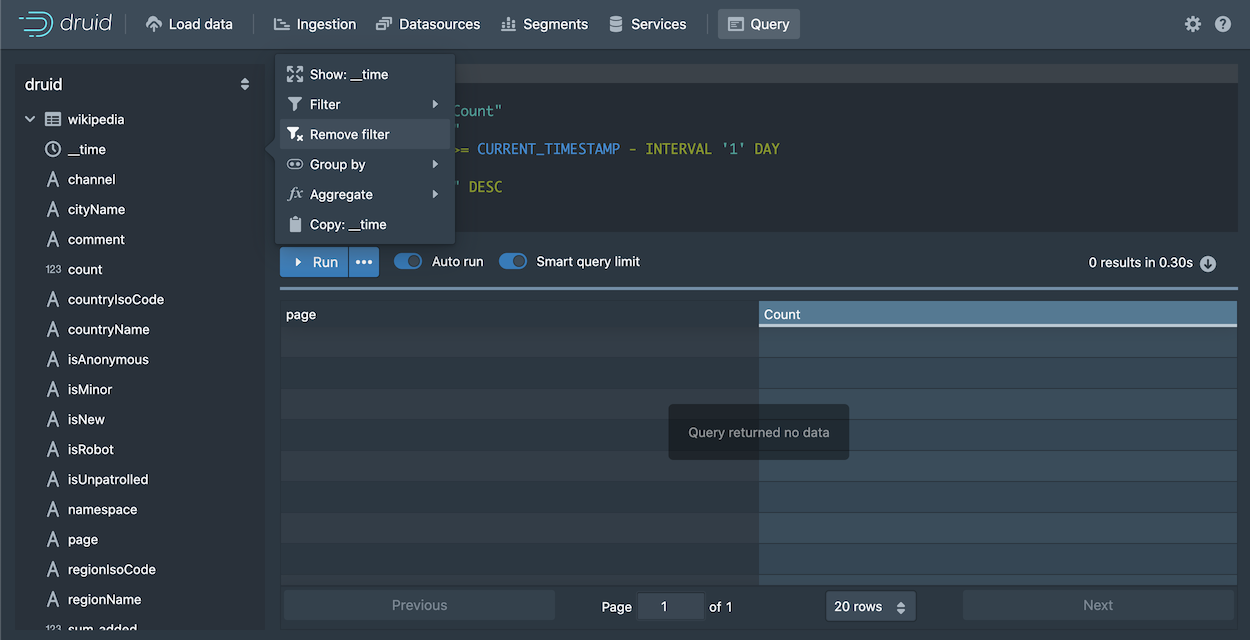 druid
Load data
Ingestion
Datasources
Segments
Services
Query
druid
wikipedia
__time
channel
cityName
comment
123 count
countryIsoCode
countryName
isAnonymous
isMinor
isNew
isRobot
isUnpatrolled
namespace
page
regionIsoCode
regionName
123 sum_added
Show: __time
Filter
Remove filter
Group by
Aggregate
Copy: __time
Count"
"
>= CURRENT_TIMESTAMP - INTERVAL '1' DAY
" DESC
Run
Auto run
Smart query limit
0 results in 0.30s
page
Count
Query returned no data
Previous
Page 1 of 1
20 rows
Next